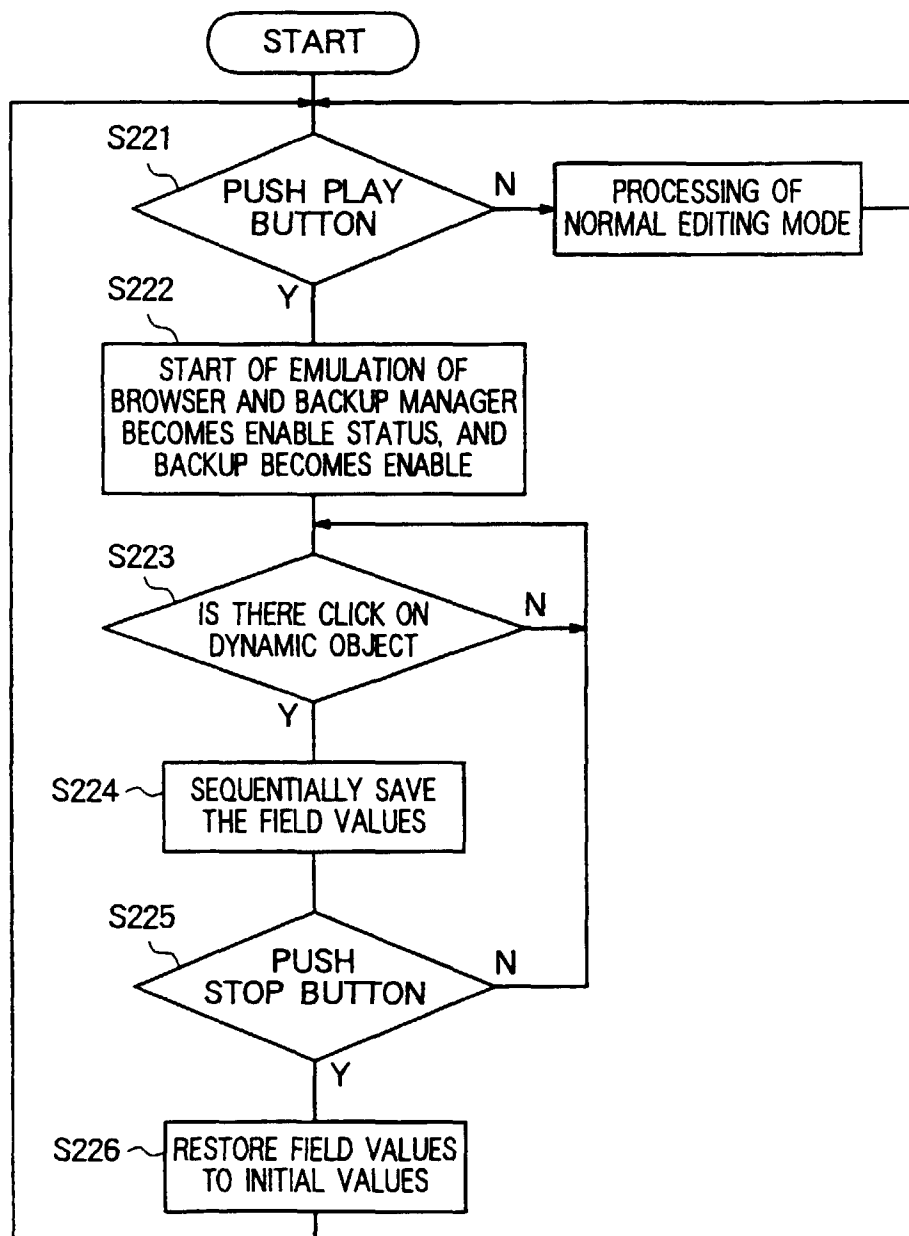 START
S221
PUSH PLAY
BUTTON
N
PROCESSING OF
NORMAL EDITING MODE
Y
S222
START OF EMULATION OF
BROWSER AND BACKUP MANAGER
BECOMES ENABLE STATUS, AND
BACKUP BECOMES ENABLE
S223
IS THERE CLICK ON
DYNAMIC OBJECT
N
Y
S224
SEQUENTIALLY SAVE
THE FIELD VALUES
S225
PUSH
STOP BUTTON
N
Y
S226
RESTORE FIELD VALUES
TO INITIAL VALUES